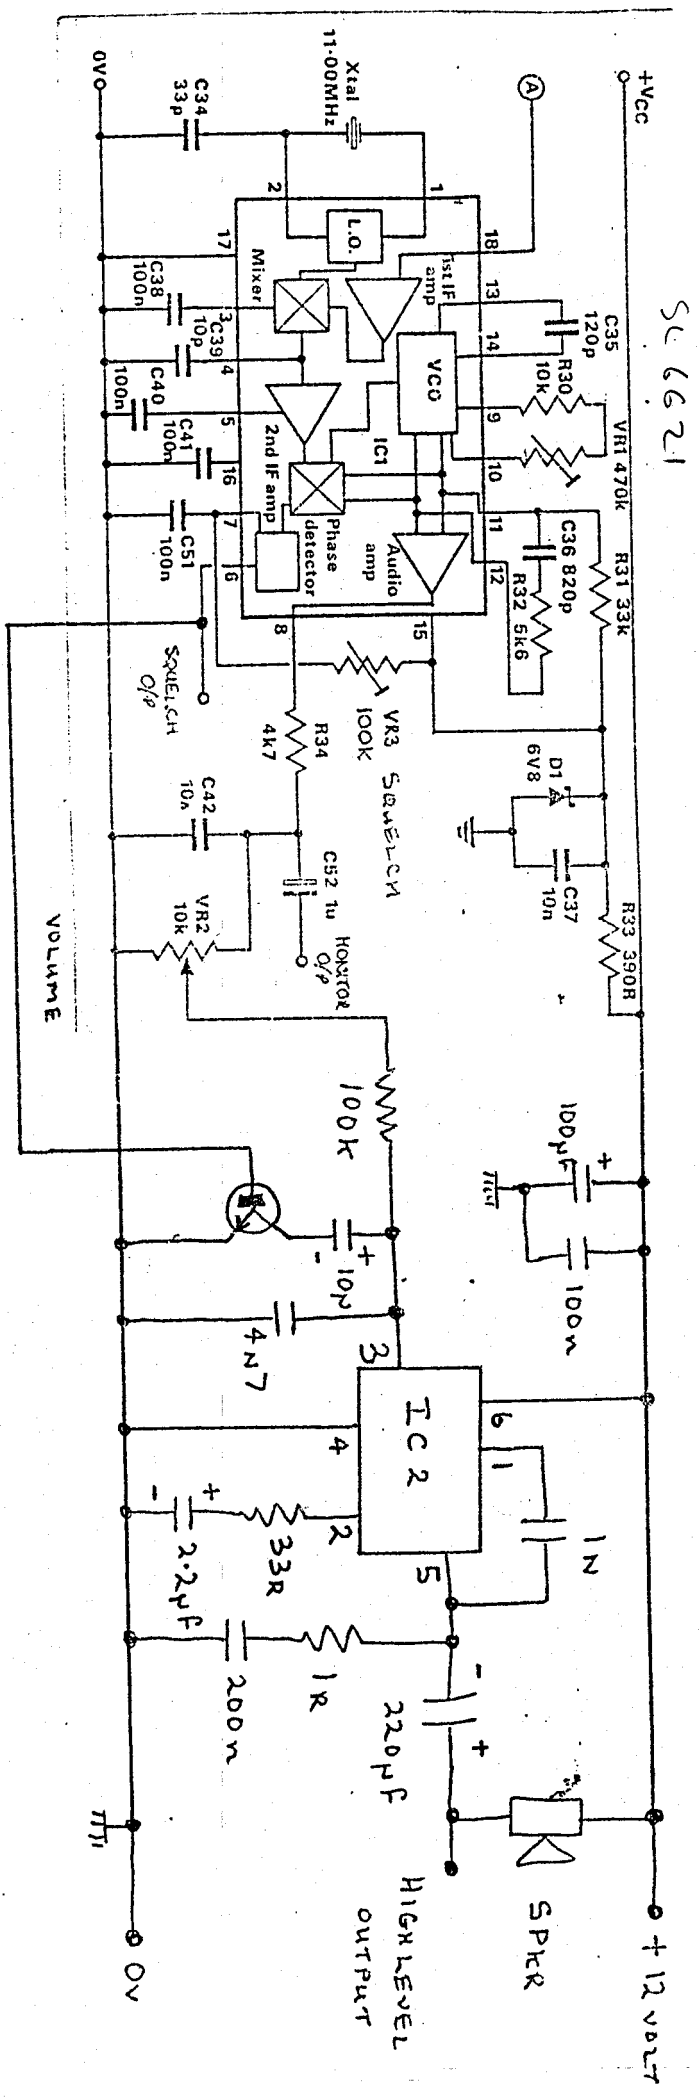 SL 6621
+VCC
A
Xtal
11·00MHz
C34
33p
0V
1
2
17
18
13
14
9
10
11
12
15
8
3
4
5
16
7
6
L.O.
1st IF
amp
Mixer
VCO
IC1
2nd IF amp
Phase
detector
Audio
amp
C35
120p
R30
10k
VR1 470k
C36 820p
R32 5k6
R31 33k
C38
100n
C39
10p
C40
100n
C41
100n
C51
100n
SQUELCH
O/P
VR3
100K
SQUELCH
R34
4k7
D1
6V8
C37
10n
R33 390R
C42
10n
C52 1u
MONITOR
O/P
VR2
10k
VOLUME
100k
100µF
+
100n
+
-
10µ
4N7
3
IC2
6
1
4
2
5
1N
33R
+
-
2·2µF
1R
200n
-
+
220µF
SPKR
HIGH LEVEL
OUTPUT
+12 VOLT
0V